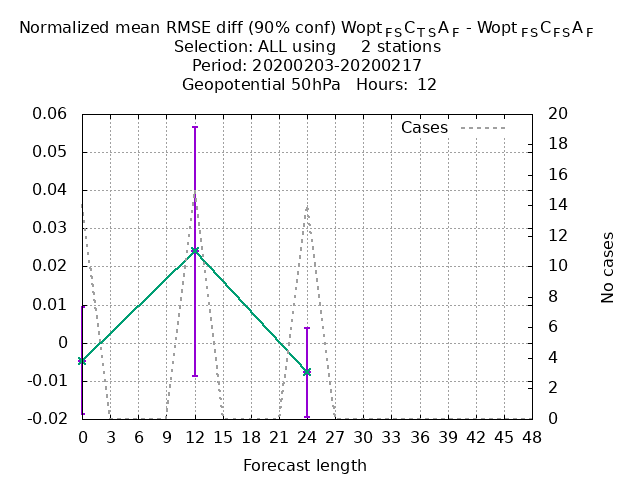 Normalized mean RMSE diff (90% conf) Wopt FS C TS A F - Wopt FS C FS A F
Selection: ALL using 2 stations
Period: 20200203-20200217
Geopotential 50hPa Hours: 12
Cases
0.06
0.05
0.04
0.03
0.02
0.01
0
-0.01
-0.02
20
18
16
14
12
10
8
6
4
2
0
No cases
0 3 6 9 12 15 18 21 24 27 30 33 36 39 42 45 48
Forecast length